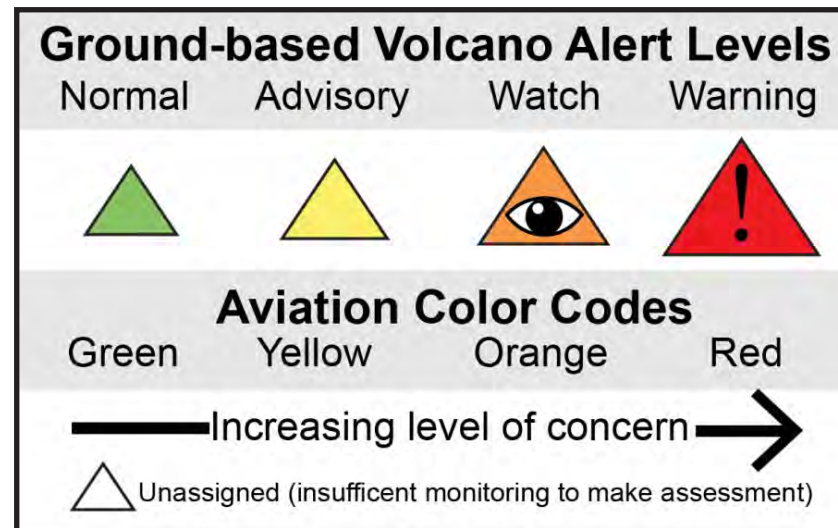 Ground-based Volcano Alert Levels
Normal Advisory Watch Warning
!
Aviation Color Codes
Green Yellow Orange Red
Increasing level of concern
Unassigned (insufficent monitoring to make assessment)